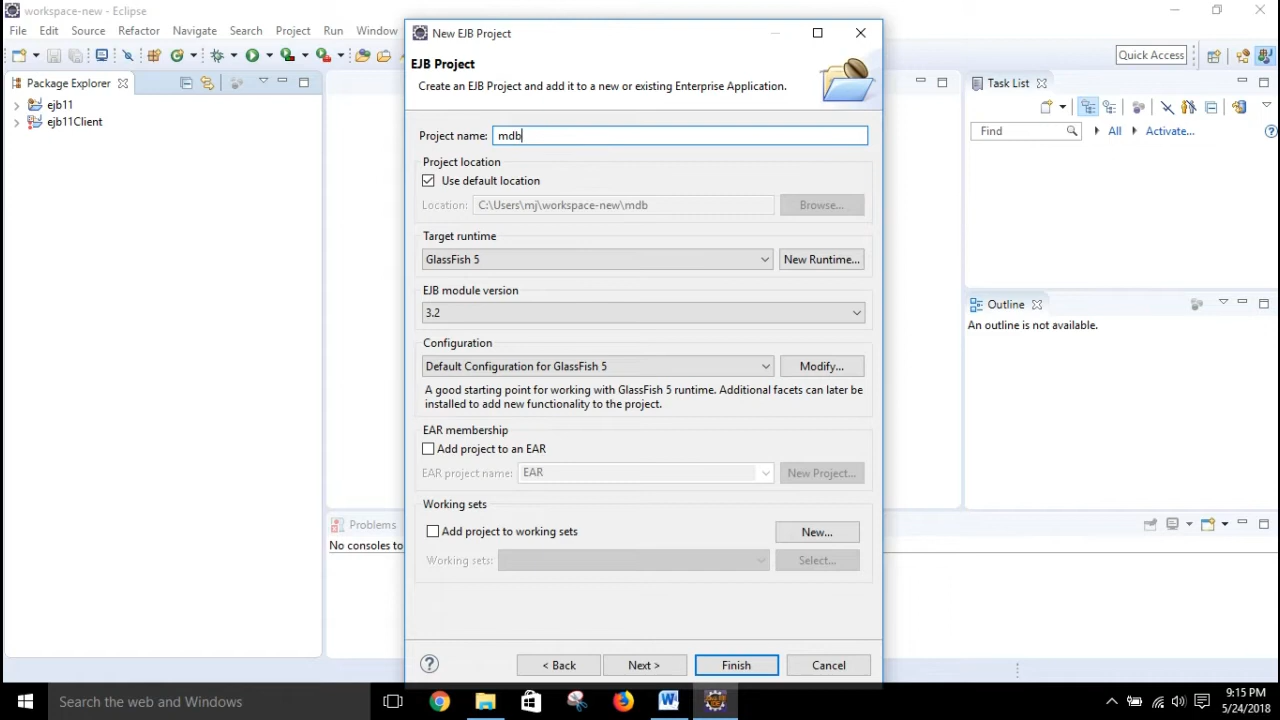 workspace-new - Eclipse
File Edit Source Refactor Navigate Search Project Run Window
Quick Access
Package Explorer
ejb11
ejb11Client
New EJB Project
EJB Project
Create an EJB Project and add it to a new or existing Enterprise Application.
Project name: mdb
Project location
Use default location
Location: C:\Users\mj\workspace-new\mdb Browse...
Target runtime
GlassFish 5 New Runtime...
EJB module version
3.2
Configuration
Default Configuration for GlassFish 5 Modify...
A good starting point for working with GlassFish 5 runtime. Additional facets can later be
installed to add new functionality to the project.
EAR membership
Add project to an EAR
EAR project name: EAR New Project...
Working sets
Add project to working sets New...
Working sets: Select...
< Back Next > Finish Cancel
Task List
Find All Activate...
Outline
An outline is not available.
Problems
No consoles to
Search the web and Windows
9:15 PM
5/24/2018